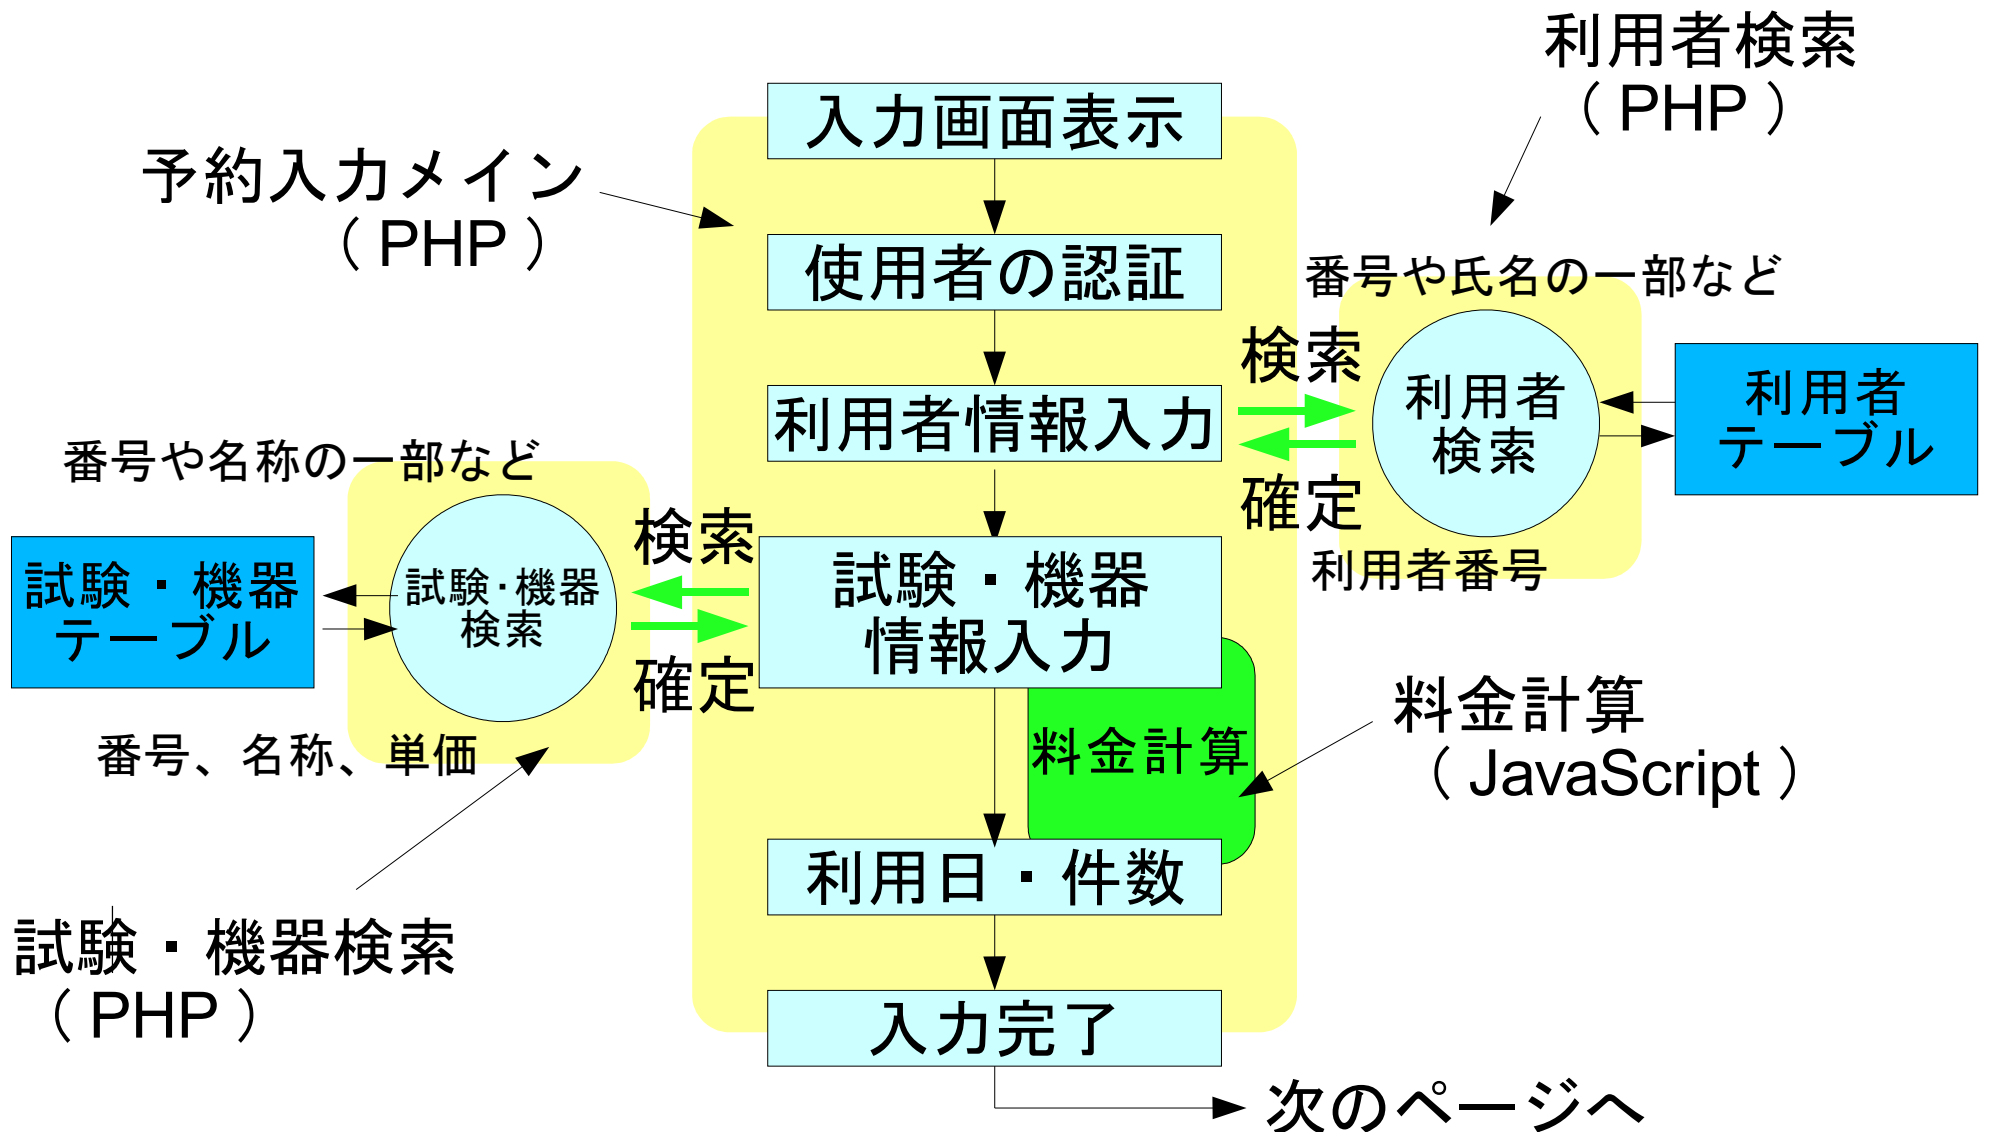 利用者検索
（PHP）
入力画面表示
予約入力メイン
（PHP）
使用者の認証
番号や氏名の一部など
検索
利用者
検索
利用者
テーブル
利用者情報入力
確定
利用者番号
番号や名称の一部など
検索
試験・機器
テーブル
試験・機器
検索
試験・機器
情報入力
確定
番号、名称、単価
料金計算
料金計算
（JavaScript）
利用日・件数
試験・機器検索
（PHP）
入力完了
次のページへ